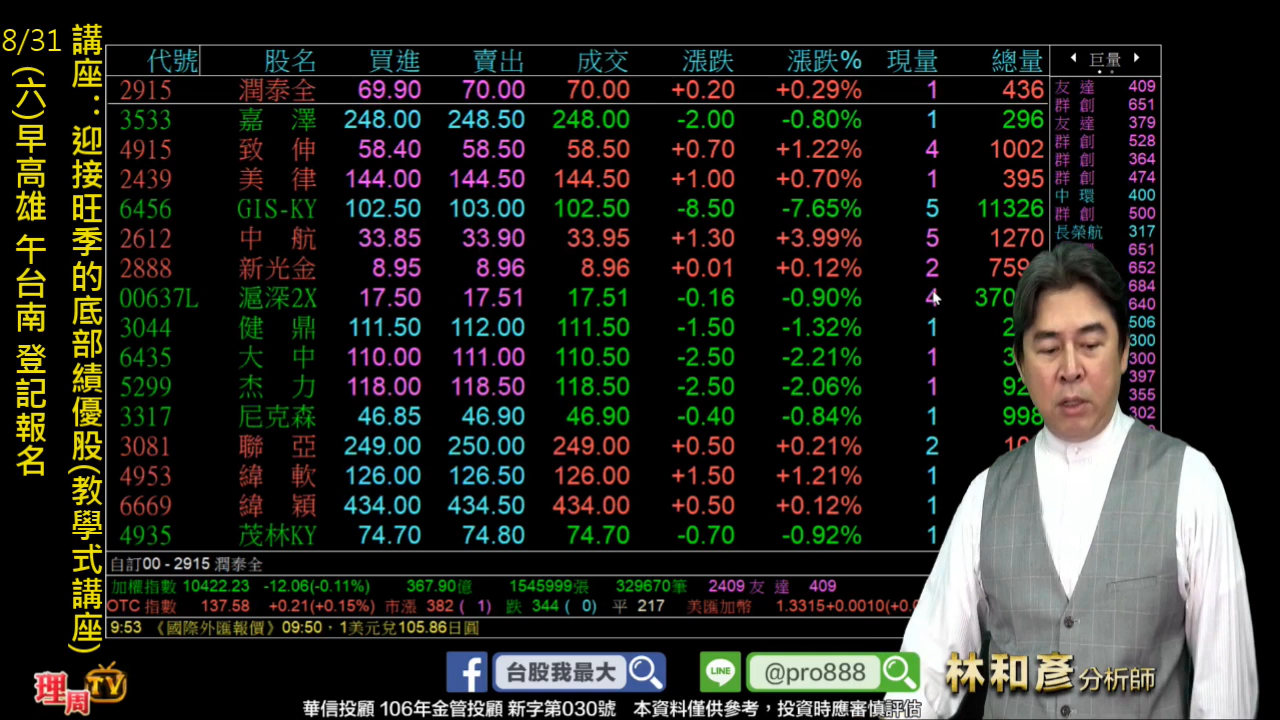 8/31
(六)早高雄 午台南 登記報名
講座：迎接旺季的底部績優股(教學式講座)
代號 股名 買進 賣出 成交 漲跌 漲跌% 現量 總量
2915 潤泰全 69.90 70.00 70.00 +0.20 +0.29% 1 436
3533 嘉 澤 248.00 248.50 248.00 -2.00 -0.80% 1 296
4915 致 伸 58.40 58.50 58.50 +0.70 +1.22% 4 1002
2439 美 律 144.00 144.50 144.50 +1.00 +0.70% 1 395
6456 GIS-KY 102.50 103.00 102.50 -8.50 -7.65% 5 11326
2612 中 航 33.85 33.90 33.95 +1.30 +3.99% 5 1270
2888 新光金 8.95 8.96 8.96 +0.01 +0.12% 2 759
00637L 滬深2X 17.50 17.51 17.51 -0.16 -0.90% 4 370
3044 健 鼎 111.50 112.00 111.50 -1.50 -1.32% 1 2
6435 大 中 110.00 111.00 110.50 -2.50 -2.21% 1 3
5299 杰 力 118.00 118.50 118.50 -2.50 -2.06% 1 92
3317 尼克森 46.85 46.90 46.90 -0.40 -0.84% 1 998
3081 聯 亞 249.00 250.00 249.00 +0.50 +0.21% 2 10
4953 緯 軟 126.00 126.50 126.00 +1.50 +1.21% 1
6669 緯 穎 434.00 434.50 434.00 +0.50 +0.12% 1
4935 茂林KY 74.70 74.80 74.70 -0.70 -0.92% 1
巨量
友 達 409
群 創 651
友 達 379
群 創 528
群 創 364
群 創 474
中 環 400
群 創 500
長榮航 317
651
652
684
640
506
300
300
397
355
302
自訂00 - 2915 潤泰全
加權指數 10422.23 -12.06(-0.11%) 367.90億 1545999張 329670筆 2409 友 達 409
OTC 指數 137.58 +0.21(+0.15%) 市漲 382 ( 1) 跌 344 ( 0) 平 217 美匯加幣 1.3315+0.0010(+0.0
9:53 《國際外匯報價》09:50，1美元兌105.86日圓
理周TV
台股我最大
LINE
@pro888
林和彥 分析師
華信投顧 106年金管投顧 新字第030號 本資料僅供參考，投資時應審慎評估